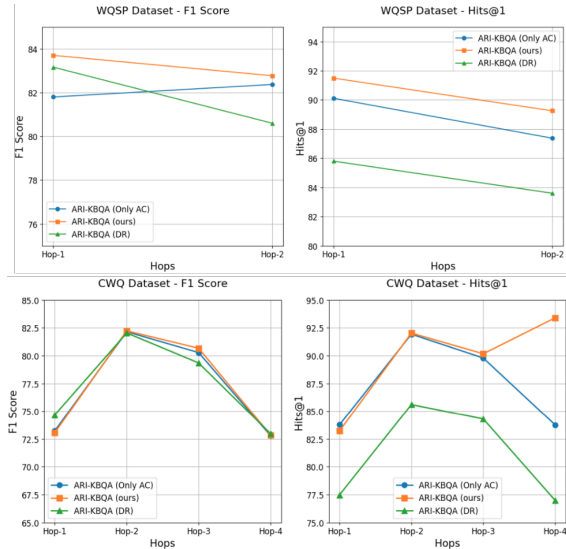 WQSP Dataset - F1 Score
84
82
80
78
76
F1 Score
ARI-KBQA (Only AC)
ARI-KBQA (ours)
ARI-KBQA (DR)
Hop-1
Hop-2
Hops
WQSP Dataset - Hits@1
94
92
90
88
86
84
82
80
Hits@1
ARI-KBQA (Only AC)
ARI-KBQA (ours)
ARI-KBQA (DR)
Hop-1
Hop-2
Hops
CWQ Dataset - F1 Score
85.0
82.5
80.0
77.5
75.0
72.5
70.0
67.5
65.0
F1 Score
ARI-KBQA (Only AC)
ARI-KBQA (ours)
ARI-KBQA (DR)
Hop-1
Hop-2
Hop-3
Hop-4
Hops
CWQ Dataset - Hits@1
95.0
92.5
90.0
87.5
85.0
82.5
80.0
77.5
75.0
Hits@1
ARI-KBQA (Only AC)
ARI-KBQA (ours)
ARI-KBQA (DR)
Hop-1
Hop-2
Hop-3
Hop-4
Hops